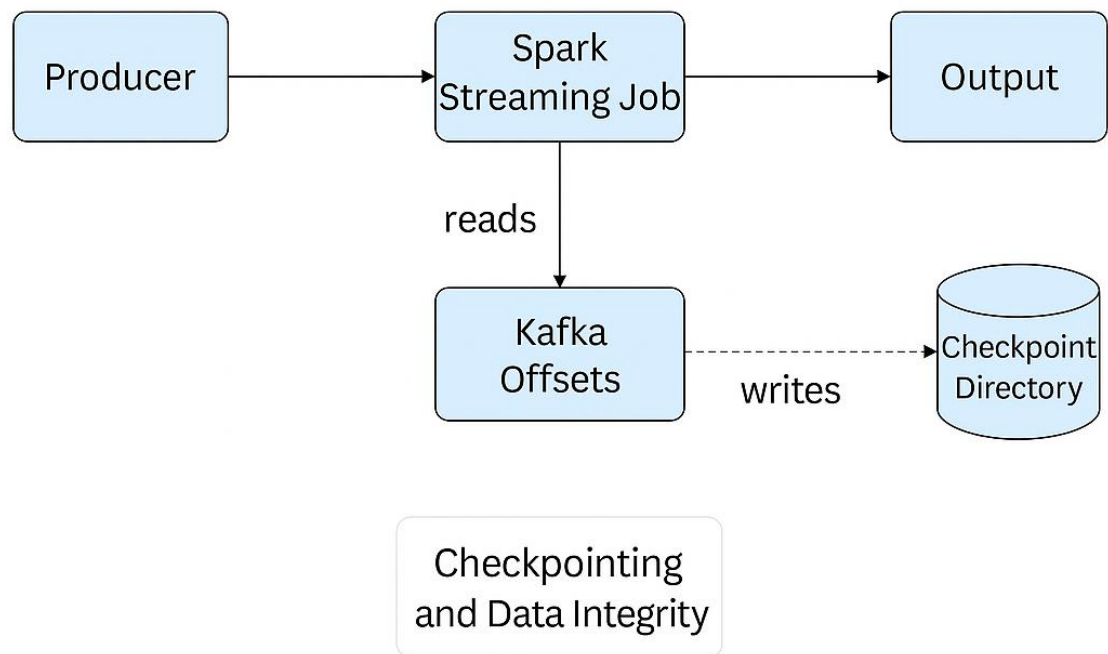 Producer
Spark
Streaming Job
Output
reads
Kafka
Offsets
writes
Checkpoint
Directory
Checkpointing
and Data Integrity